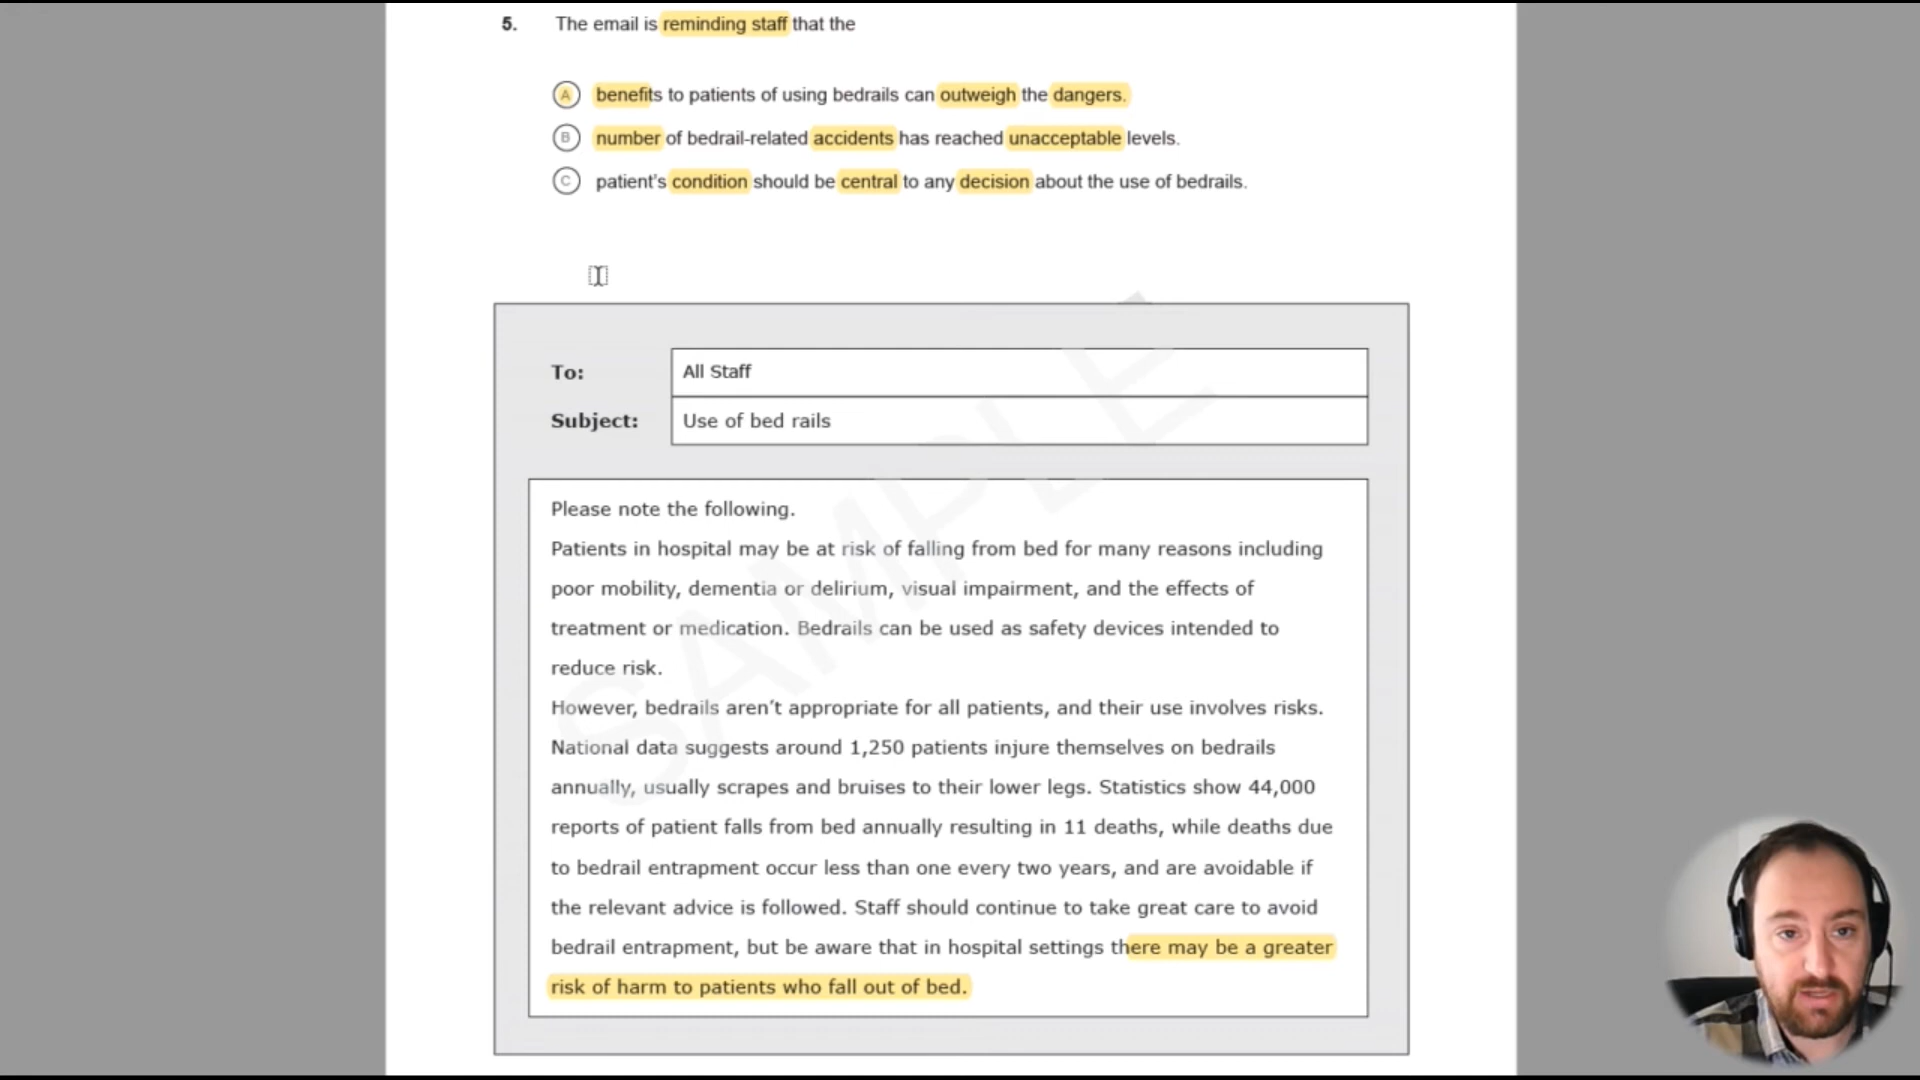 5. The email is reminding staff that the
A benefits to patients of using bedrails can outweigh the dangers.
B number of bedrail-related accidents has reached unacceptable levels.
C patient's condition should be central to any decision about the use of bedrails.
To: All Staff
Subject: Use of bed rails
Please note the following.
Patients in hospital may be at risk of falling from bed for many reasons including
poor mobility, dementia or delirium, visual impairment, and the effects of
treatment or medication. Bedrails can be used as safety devices intended to
reduce risk.
However, bedrails aren't appropriate for all patients, and their use involves risks.
National data suggests around 1,250 patients injure themselves on bedrails
annually, usually scrapes and bruises to their lower legs. Statistics show 44,000
reports of patient falls from bed annually resulting in 11 deaths, while deaths due
to bedrail entrapment occur less than one every two years, and are avoidable if
the relevant advice is followed. Staff should continue to take great care to avoid
bedrail entrapment, but be aware that in hospital settings there may be a greater
risk of harm to patients who fall out of bed.
SAMPLE